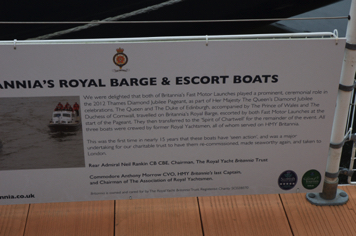 ANNIA'S ROYAL BARGE & ESCORT BOATS
We were delighted that both of Britannia's Fast Motor Launches played a prominent, ceremonial role in
the 2012 Thames Diamond Jubilee Pageant, as part of Her Majesty The Queen's Diamond Jubilee
celebrations. The Queen and The Duke of Edinburgh, accompanied by The Prince of Wales and The
Duchess of Cornwall, travelled on Britannia's Royal Barge escorted by both Fast Motor Launches at the
start of the Pageant. They then transferred to the 'Spirit of Chartwell' for the remainder of the event. All
three boats were crewed by former Royal Yachtsmen, all of whom served on HMY Britannia.
This was the first time in nearly 15 years that these boats have 'seen action', and was a major
undertaking for our charitable trust to have them re-commissioned, made seaworthy again, and taken to
London.
Rear Admiral Neil Rankin CB CBE, Chairman, The Royal Yacht Britannia Trust
Commodore Anthony Morrow CVO, HMY Britannia's last Captain,
and Chairman of The Association of Royal Yachtsmen.
annia.co.uk